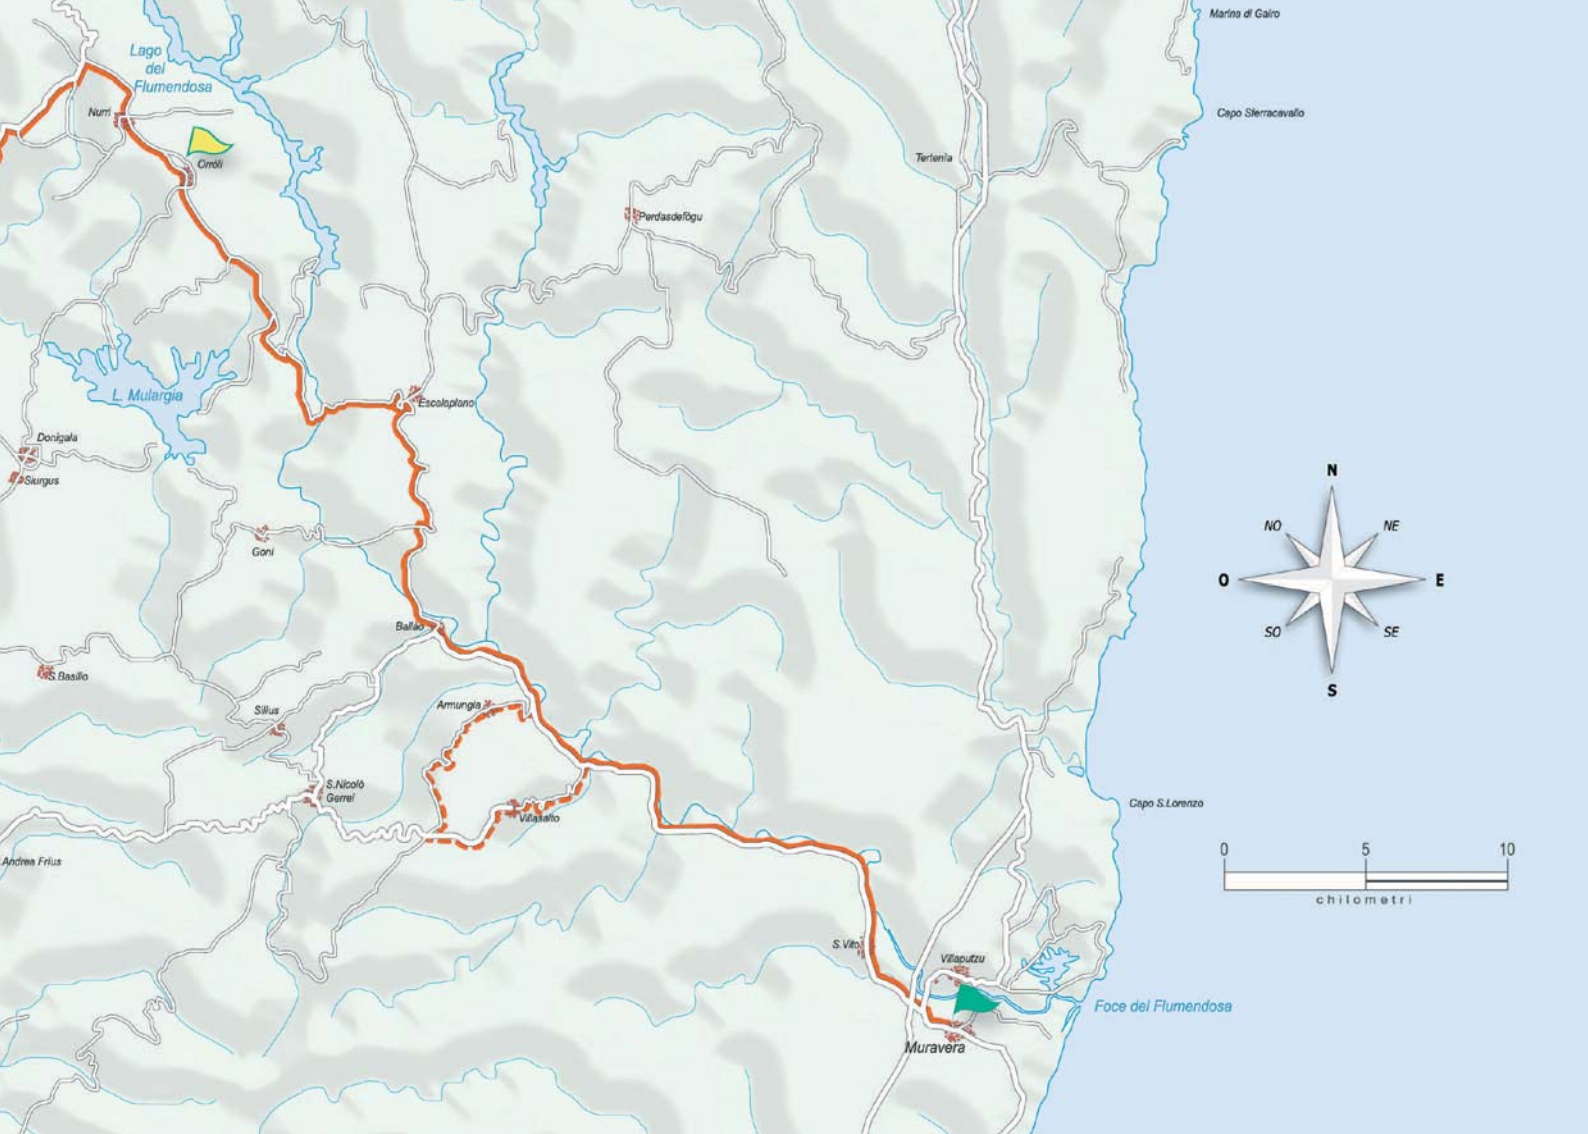 Marina di Gairo
Lago
del
Flumendosa
Nurri
Capo Sferracavallo
Orroli
Tertenia
Perdasdefogu
L. Mulargia
Escalaplano
Donigala
Siurgus
N
NO
NE
Goni
O
E
Ballao
SO
SE
S.Basilio
S
Armungia
Silius
S.Nicolò
Gerrei
Capo S.Lorenzo
Villasalto
0
5
10
chilometri
Andrea Frius
S.Vito
Villaputzu
Foce del Flumendosa
Muravera